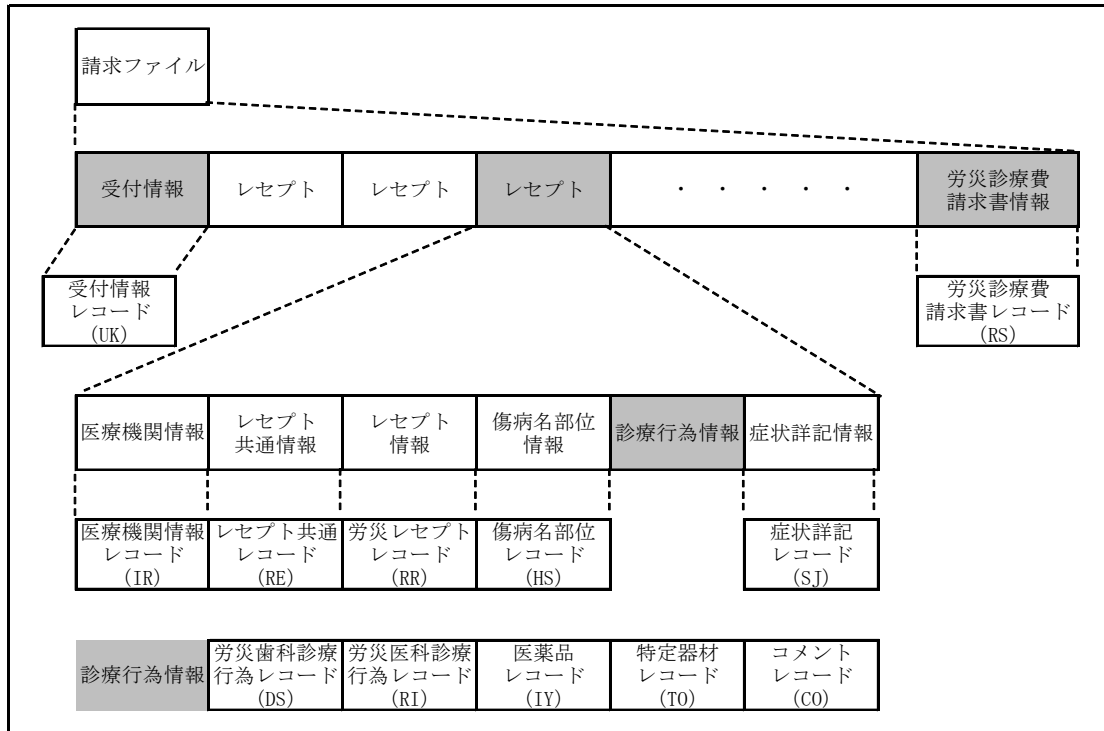 請求ファイル
受付情報
レセプト
レセプト
レセプト
・ ・ ・ ・ ・
労災診療費
請求書情報
受付情報
レコード
(UK)
労災診療費
請求書レコード
(RS)
医療機関情報
レセプト
共通情報
レセプト
情報
傷病名部位
情報
診療行為情報
症状詳記情報
医療機関情報
レコード
(IR)
レセプト共通
レコード
(RE)
労災レセプト
レコード
(RR)
傷病名部位
レコード
(HS)
症状詳記
レコード
(SJ)
診療行為情報
労災歯科診療
行為レコード
(DS)
労災医科診療
行為レコード
(RI)
医薬品
レコード
(IY)
特定器材
レコード
(TO)
コメント
レコード
(CO)